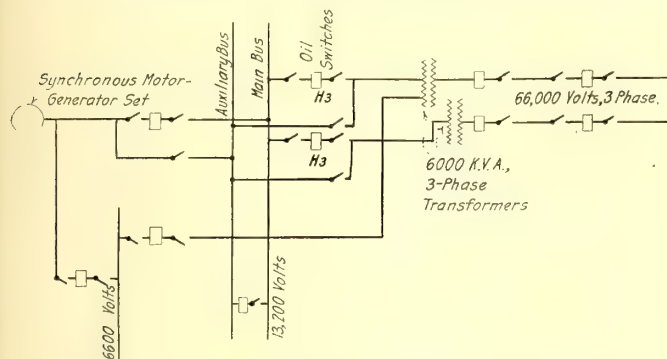 Synchronous Motor-
Generator Set
Auxiliary Bus
Main Bus
Oil
Switches
H3
H3
66,000 Volts, 3 Phase.
6000 K.V.A.,
3-Phase
Transformers
6600 Volts
13,200 Volts